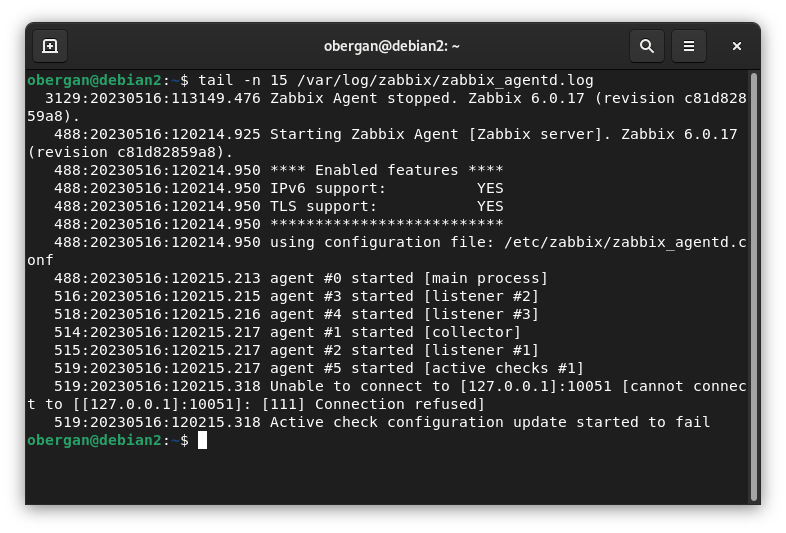 obergan@debian2: ~
obergan@debian2:~$ tail -n 15 /var/log/zabbix/zabbix_agentd.log
  3129:20230516:113149.476 Zabbix Agent stopped. Zabbix 6.0.17 (revision c81d828
59a8).
   488:20230516:120214.925 Starting Zabbix Agent [Zabbix server]. Zabbix 6.0.17
(revision c81d82859a8).
   488:20230516:120214.950 **** Enabled features ****
   488:20230516:120214.950 IPv6 support:          YES
   488:20230516:120214.950 TLS support:           YES
   488:20230516:120214.950 **************************
   488:20230516:120214.950 using configuration file: /etc/zabbix/zabbix_agentd.c
onf
   488:20230516:120215.213 agent #0 started [main process]
   516:20230516:120215.215 agent #3 started [listener #2]
   518:20230516:120215.216 agent #4 started [listener #3]
   514:20230516:120215.217 agent #1 started [collector]
   515:20230516:120215.217 agent #2 started [listener #1]
   519:20230516:120215.217 agent #5 started [active checks #1]
   519:20230516:120215.318 Unable to connect to [127.0.0.1]:10051 [cannot connec
t to [[127.0.0.1]:10051]: [111] Connection refused]
   519:20230516:120215.318 Active check configuration update started to fail
obergan@debian2:~$